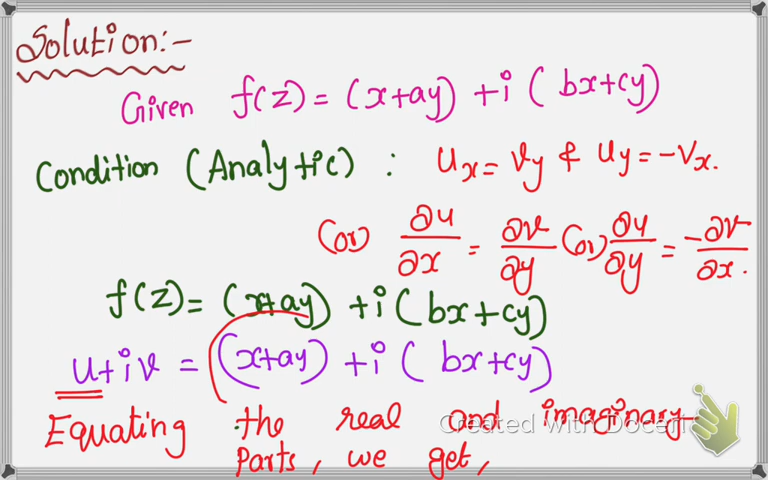 Solution:-
Given f(z) = (x+ay) + i ( bx+cy)
Condition (Analytic) : Ux = Vy & Uy = -Vx.
(or) ∂u/∂x = ∂v/∂y (or) ∂u/∂y = -∂v/∂x.
f(z) = (x+ay) + i ( bx+cy)
u+iv = (x+ay) + i ( bx+cy)
Equating the real and imaginary
Parts, we get,
Created with Doceri